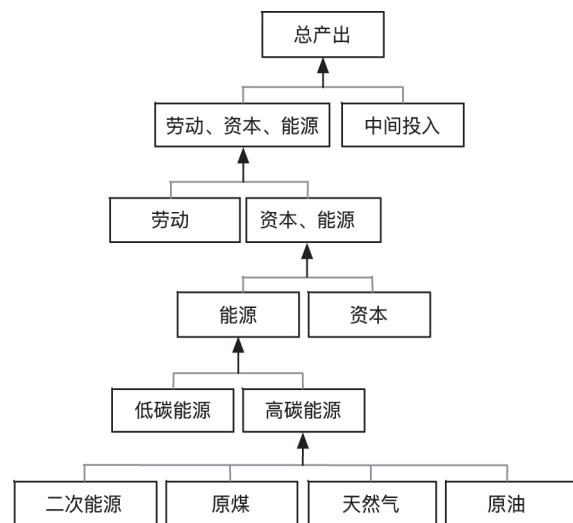 总产出
劳动、资本、能源
中间投入
劳动
资本、能源
能源
资本
低碳能源
高碳能源
二次能源
原煤
天然气
原油